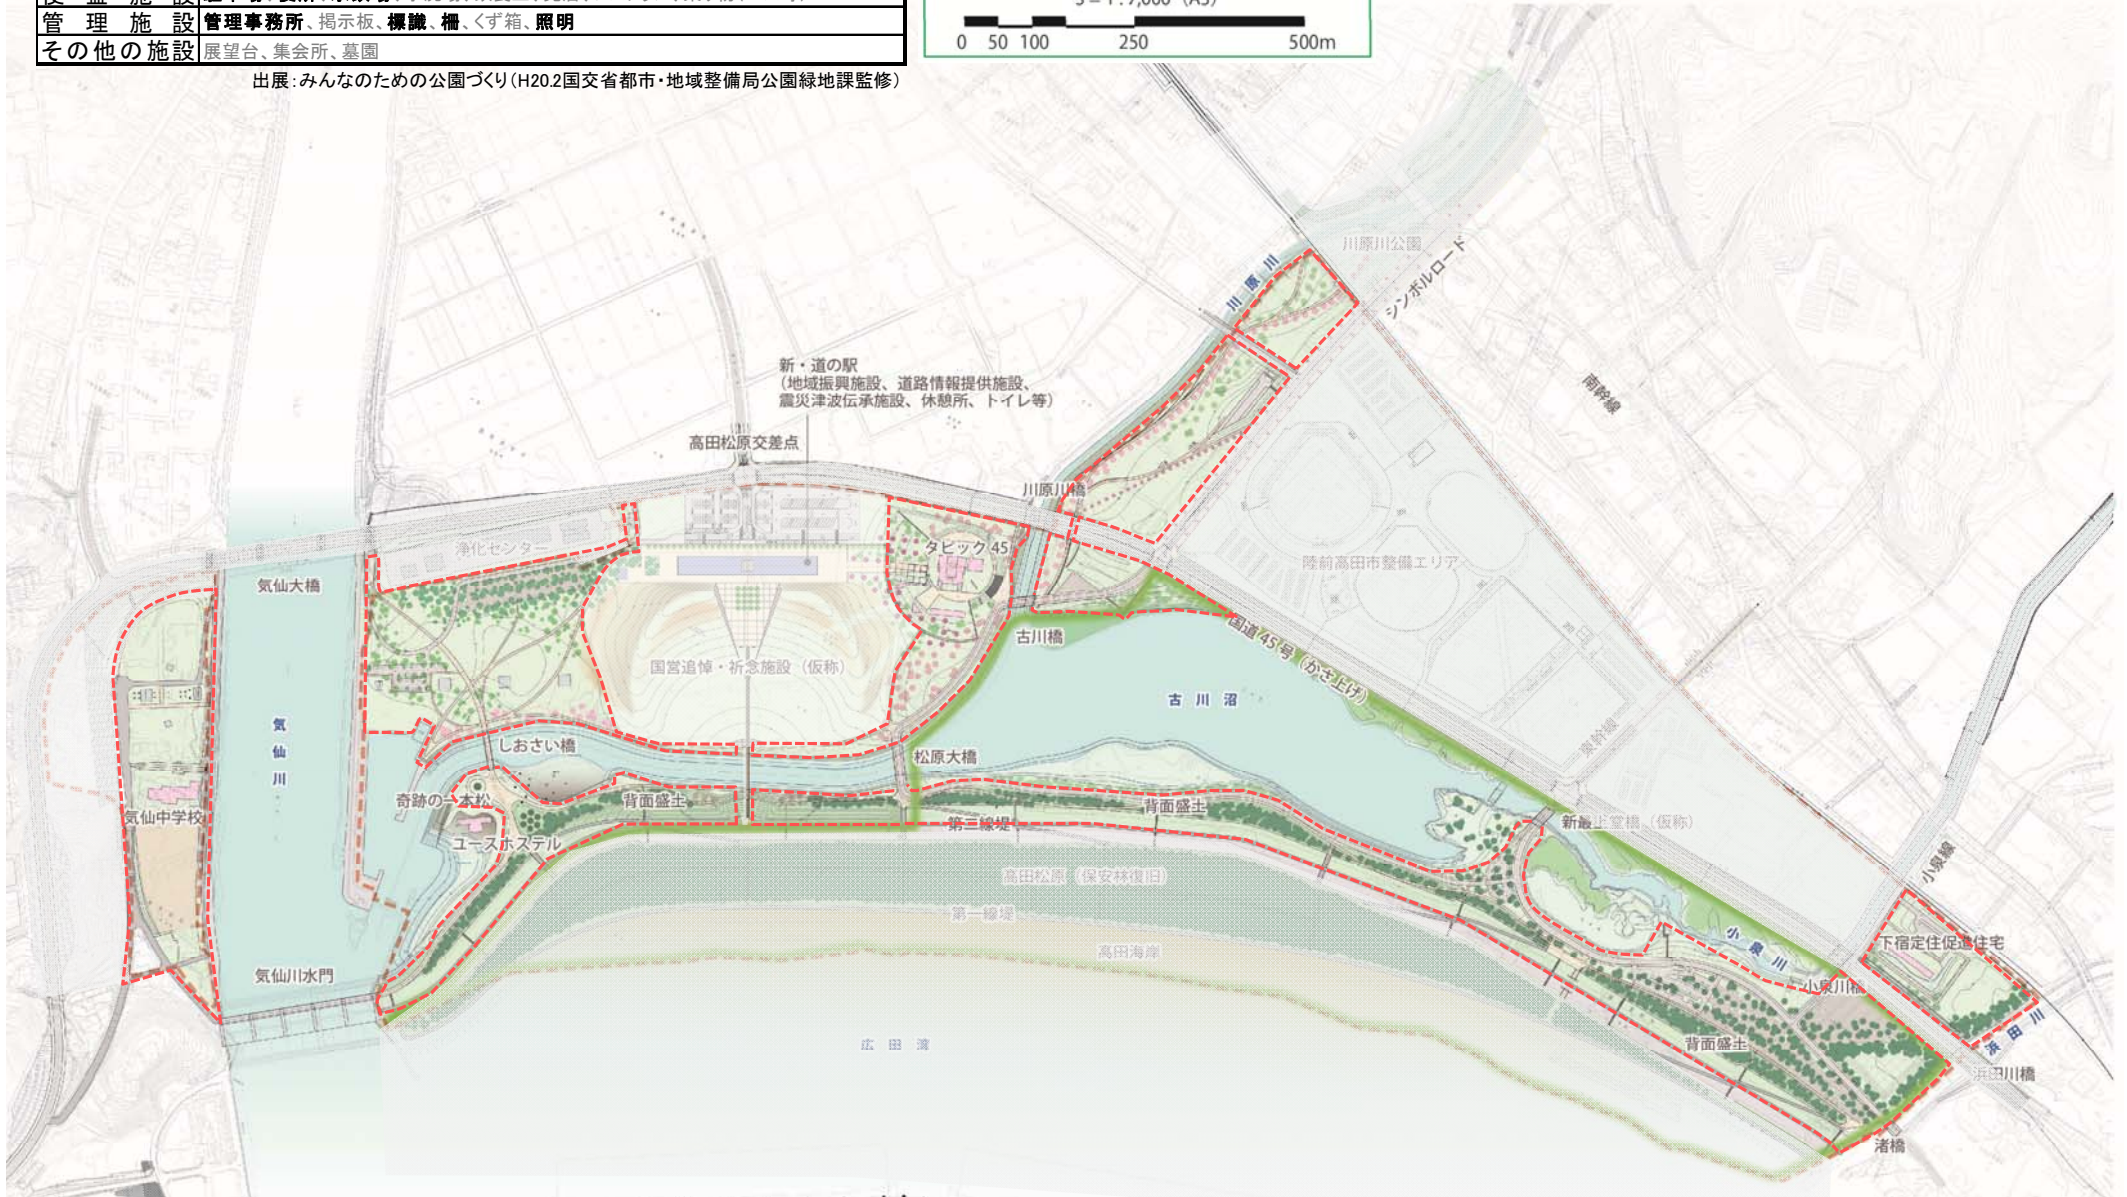 管理施設 管理事務所、掲示板、標識、柵、くず箱、照明
その他の施設 展望台、集会所、墓園
出展：みんなのための公園づくり（H20.2国交省都市・地域整備局公園緑地課監修）
0 50 100 250 500m
川原川公園
シンボルロード
川原川
南幹線
新・道の駅
（地域振興施設、道路情報提供施設、
震災津波伝承施設、休憩所、トイレ等）
高田松原交差点
川原川橋
浄化センター
タピック 45
陸前高田市整備エリア
気仙大橋
古川橋
国道 45 号（かさ上げ）
国営追悼・祈念施設（仮称）
古川沼
気仙川
しおさい橋
松原大橋
東幹線
奇跡の一本松
背面盛土
背面盛土
気仙中学校
第二線堤
新最上堂橋（仮称）
ユースホステル
小泉線
高田松原（保安林復旧）
第一線堤
高田海岸
小泉川
下宿定住促進住宅
気仙川水門
小泉川橋
広田湾
背面盛土
浜田川
浜田川橋
渚橋